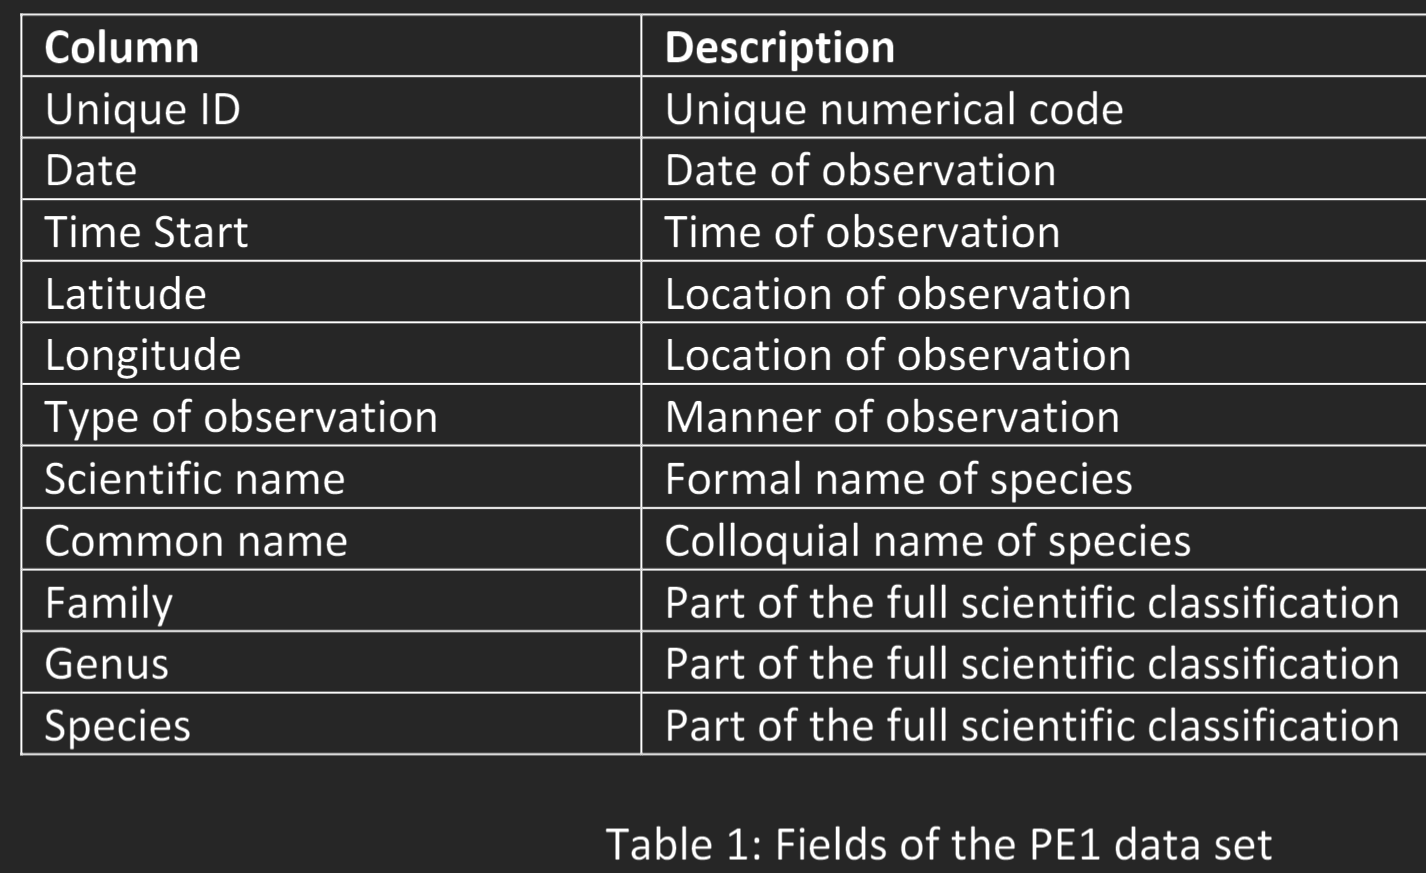 Column Description
Unique ID Unique numerical code
Date Date of observation
Time Start Time of observation
Latitude Location of observation
Longitude Location of observation
Type of observation Manner of observation
Scientific name Formal name of species
Common name Colloquial name of species
Family Part of the full scientific classification
Genus Part of the full scientific classification
Species Part of the full scientific classification
Table 1: Fields of the PE1 data set